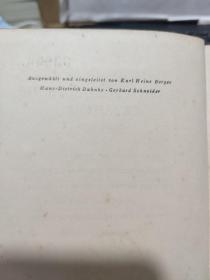 Ausgewählt und eingeleitet von Karl Heinz Berger
Hans-Dietrich Dahnke · Gerhard Schneider